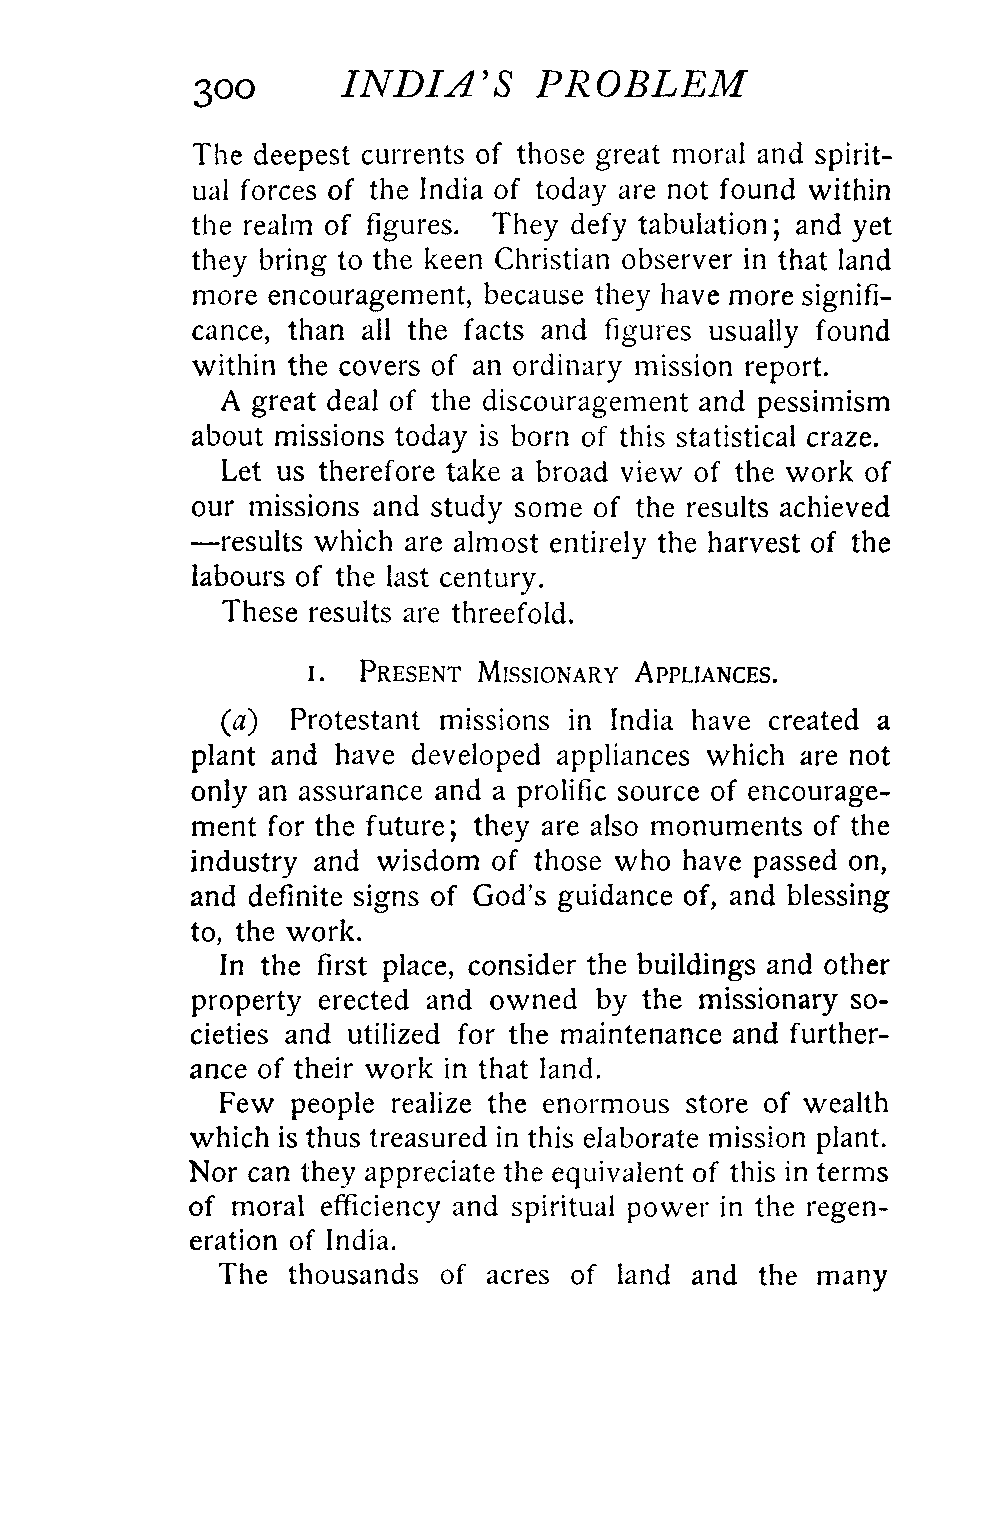 300 INDIA'S PROBLEM
The deepest currents of those great moral and spirit-
ual forces of the India of today are not found within
the realm of figures. They defy tabulation; and yet
they bring to the keen Christian observer in that land
more encouragement, because they have more signifi-
cance, than all the facts and figures usually found
within the covers of an ordinary mission report.
A great deal of the discouragement and pessimism
about missions today is born of this statistical craze.
Let us therefore take a broad view of the work of
our missions and study some of the results achieved
—results which are almost entirely the harvest of the
labours of the last century.
These results are threefold.
1. PRESENT MISSIONARY APPLIANCES.
(a) Protestant missions in India have created a
plant and have developed appliances which are not
only an assurance and a prolific source of encourage-
ment for the future; they are also monuments of the
industry and wisdom of those who have passed on,
and definite signs of God's guidance of, and blessing
to, the work.
In the first place, consider the buildings and other
property erected and owned by the missionary so-
cieties and utilized for the maintenance and further-
ance of their work in that land.
Few people realize the enormous store of wealth
which is thus treasured in this elaborate mission plant.
Nor can they appreciate the equivalent of this in terms
of moral efficiency and spiritual power in the regen-
eration of India.
The thousands of acres of land and the many